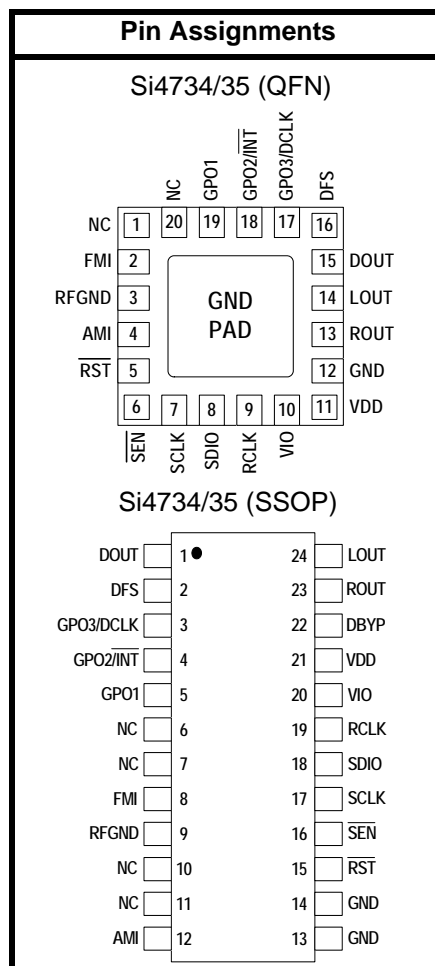 Pin Assignments
Si4734/35 (QFN)
NC
GPO1
GPO2/INT
GPO3/DCLK
DFS
NC 1 20 19 18 17 16
FMI 2 15 DOUT
RFGND 3 14 LOUT
GND
PAD
AMI 4 13 ROUT
RST 5 12 GND
6 7 8 9 10 11 VDD
SEN
SCLK
SDIO
RCLK
VIO
Si4734/35 (SSOP)
DOUT 1 24 LOUT
DFS 2 23 ROUT
GPO3/DCLK 3 22 DBYP
GPO2/INT 4 21 VDD
GPO1 5 20 VIO
NC 6 19 RCLK
NC 7 18 SDIO
FMI 8 17 SCLK
RFGND 9 16 SEN
NC 10 15 RST
NC 11 14 GND
AMI 12 13 GND